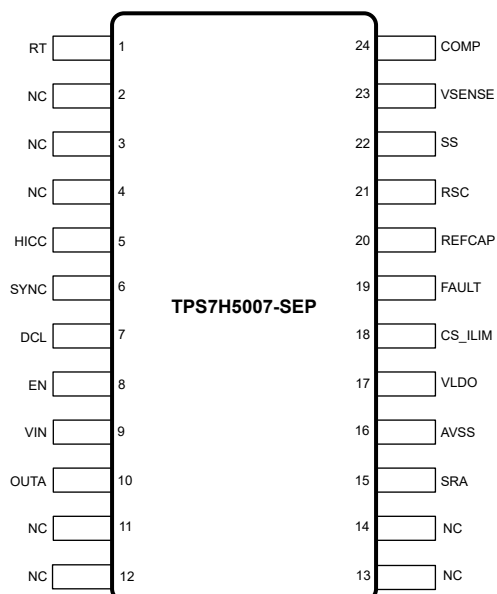 RT 1 24 COMP
NC 2 23 VSENSE
NC 3 22 SS
NC 4 21 RSC
HICC 5 20 REFCAP
SYNC 6 19 FAULT
TPS7H5007-SEP
DCL 7 18 CS_ILIM
EN 8 17 VLDO
VIN 9 16 AVSS
OUTA 10 15 SRA
NC 11 14 NC
NC 12 13 NC